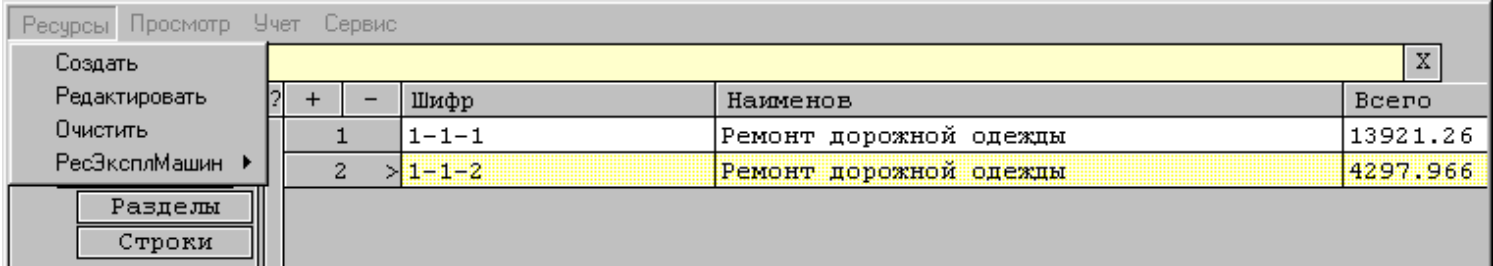 Ресурсы Просмотр Учет Сервис
Создать
X
Редактировать
? + - Шифр Наименов Всего
Очистить
1 1-1-1 Ремонт дорожной одежды 13921.26
РесЭксплМашин
2 > 1-1-2 Ремонт дорожной одежды 4297.966
Разделы
Строки